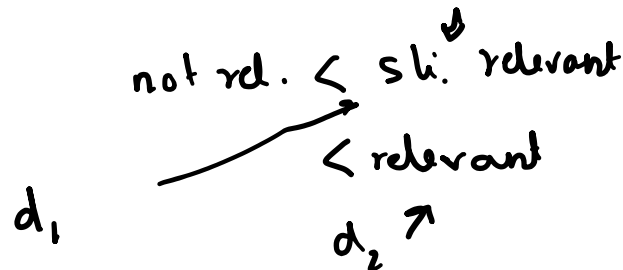 not rel. < sli. relevant
< relevant
d₁
d₂